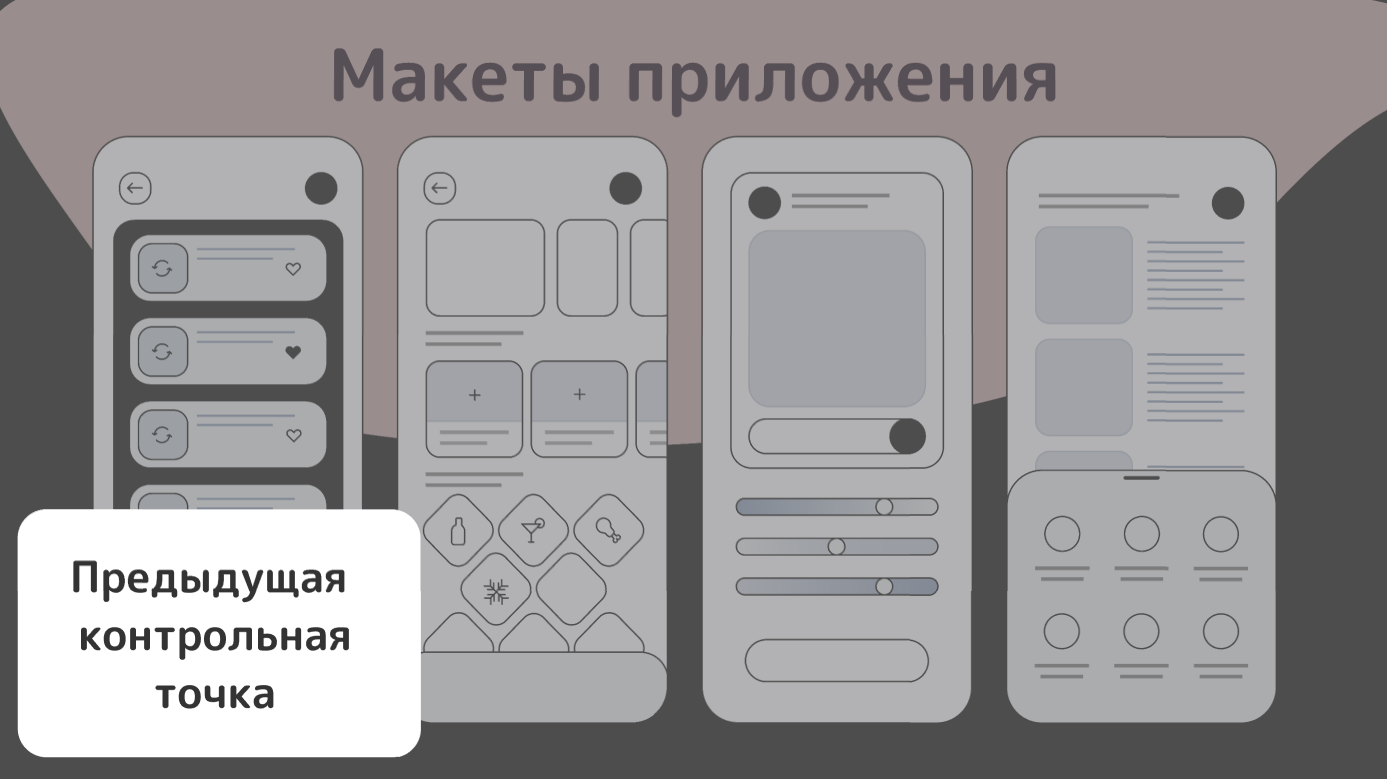 Макеты приложения
Предыдущая
контрольная
точка